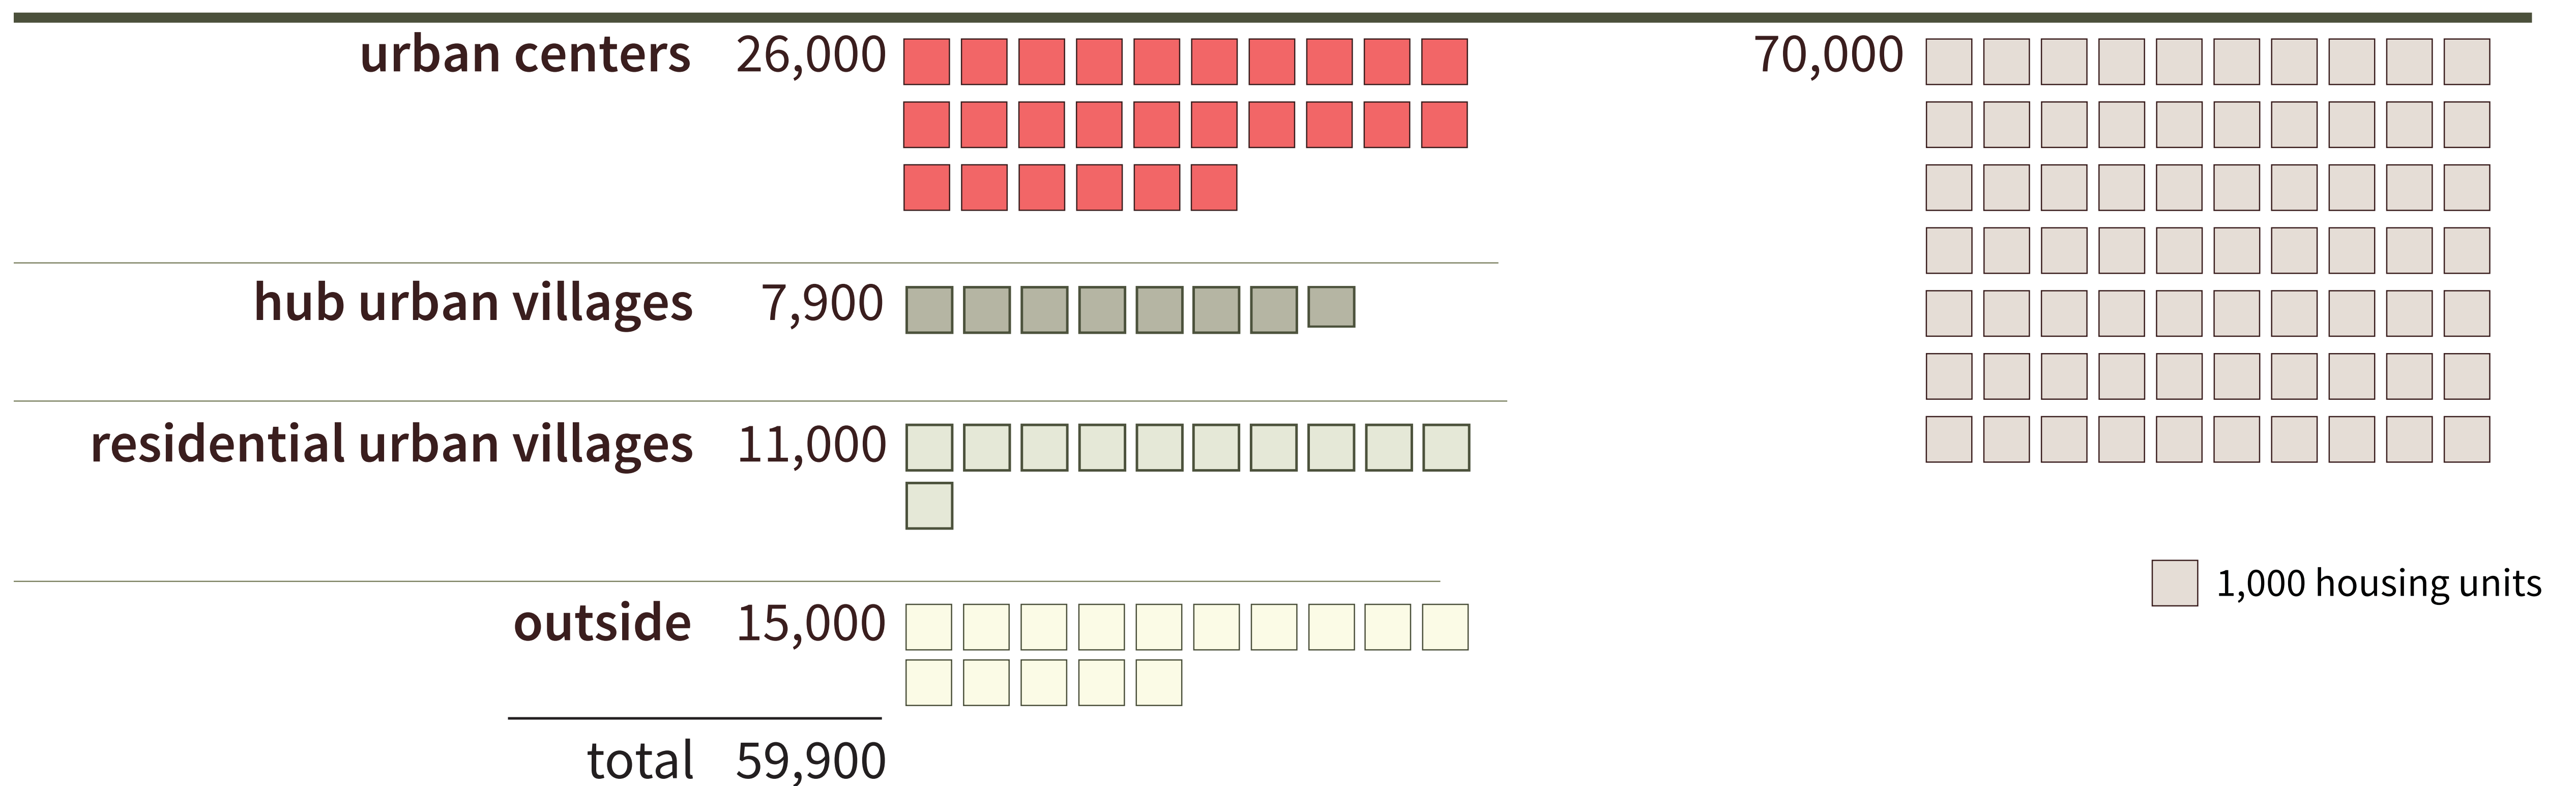 urban centers 26,000
70,000
hub urban villages 7,900
residential urban villages 11,000
1,000 housing units
outside 15,000
total 59,900